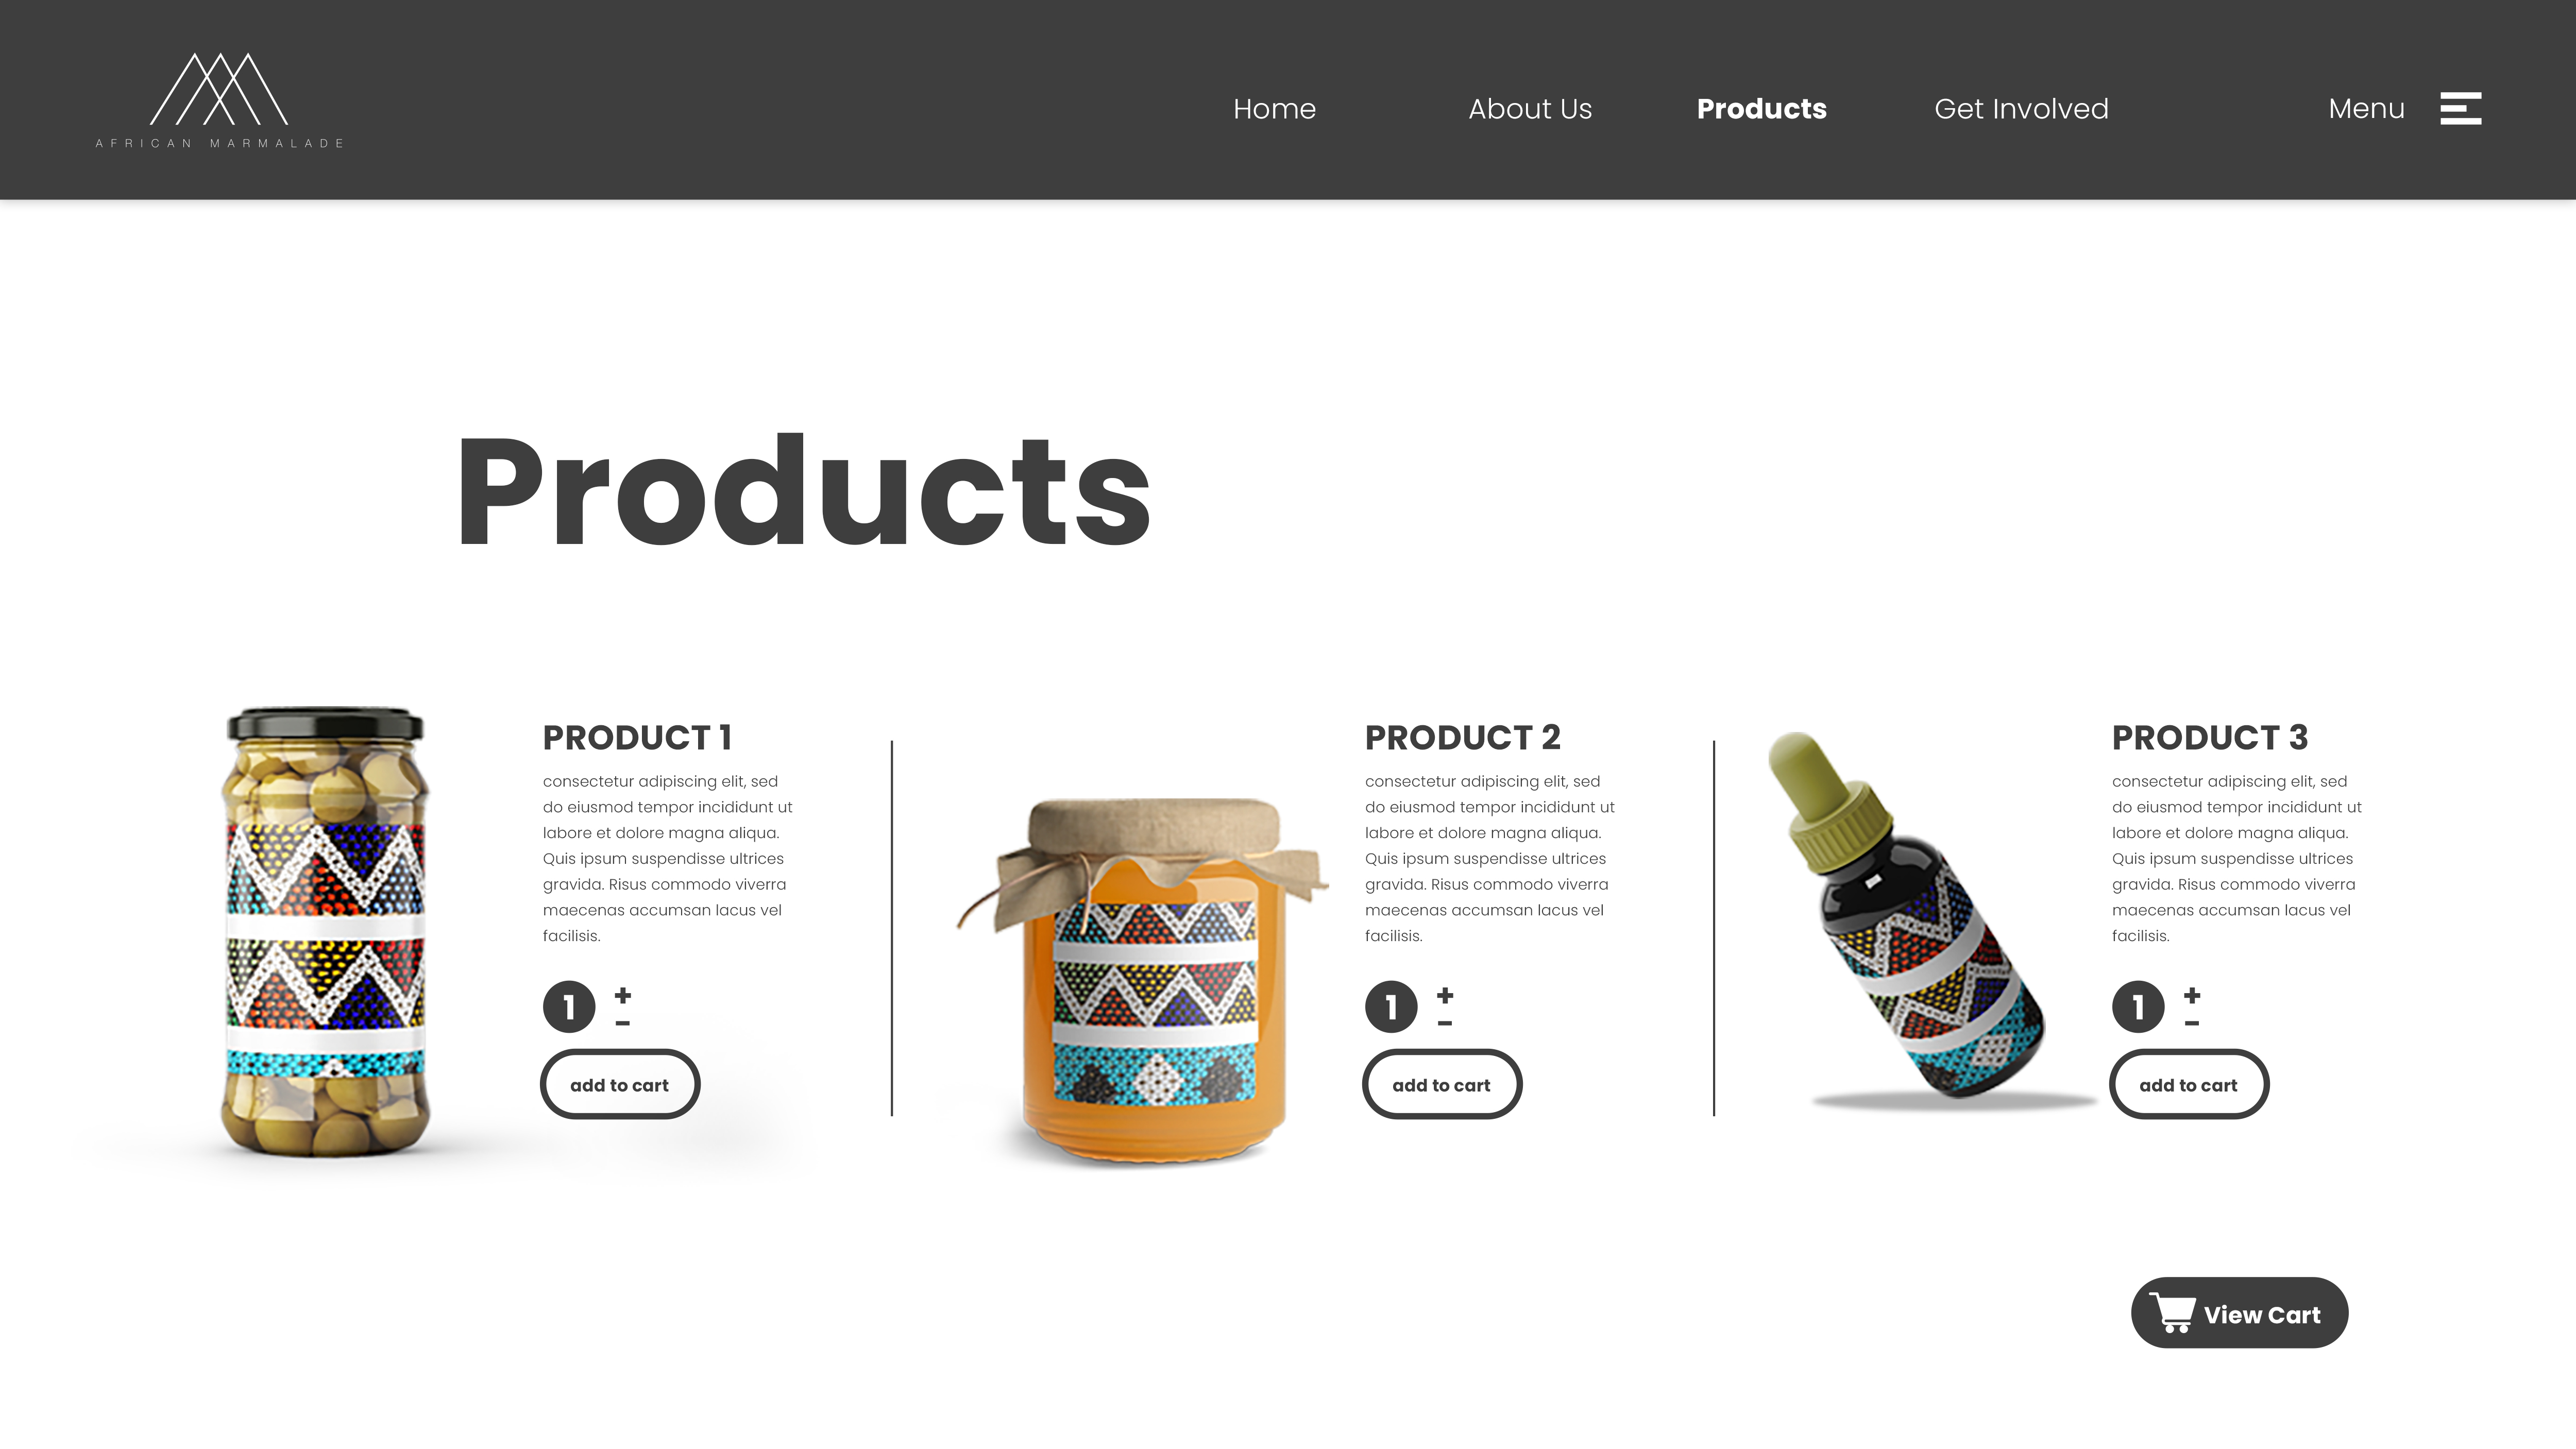 AFRICAN MARMALADE
Home
About Us
Products
Get Involved
Menu
Products
PRODUCT 1
consectetur adipiscing elit, sed
do eiusmod tempor incididunt ut
labore et dolore magna aliqua.
Quis ipsum suspendisse ultrices
gravida. Risus commodo viverra
maecenas accumsan lacus vel
facilisis.
1
+
-
add to cart
PRODUCT 2
consectetur adipiscing elit, sed
do eiusmod tempor incididunt ut
labore et dolore magna aliqua.
Quis ipsum suspendisse ultrices
gravida. Risus commodo viverra
maecenas accumsan lacus vel
facilisis.
1
+
-
add to cart
PRODUCT 3
consectetur adipiscing elit, sed
do eiusmod tempor incididunt ut
labore et dolore magna aliqua.
Quis ipsum suspendisse ultrices
gravida. Risus commodo viverra
maecenas accumsan lacus vel
facilisis.
1
+
-
add to cart
View Cart